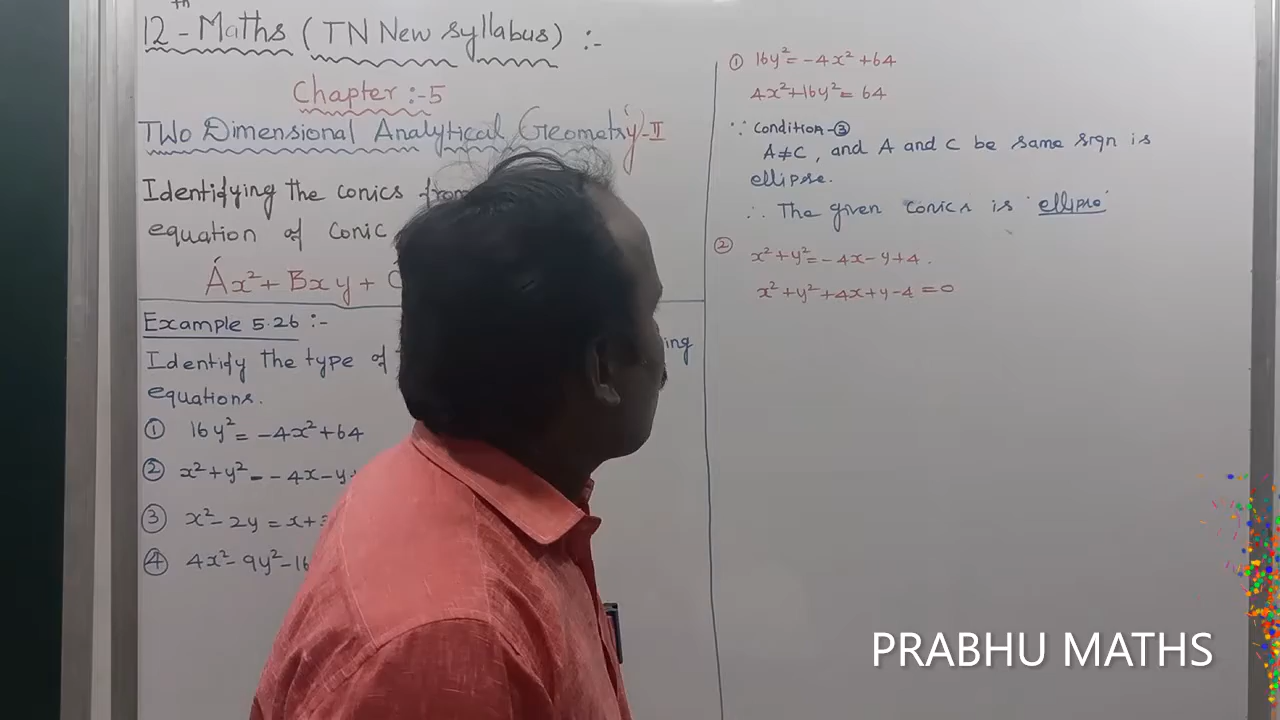 12th - Maths (TN New syllabus) :-
Chapter :-5
Two Dimensional Analytical Geometry-II
Identifying the conics from
equation of conic
Ax²+ Bxy + C
Example 5.26 :-
Identify the type of
ing
equations.
① 16y² = -4x²+64
② x²+y² = -4x-y+
③ x²-2y = x+3
④ 4x²-9y²-16
① 16y² = -4x²+64
4x²+16y² = 64
∵ Condition-③
A≠C, and A and C be same sign is
ellipse.
∴ The given conics is 'ellipse'
② x²+y² = -4x-y+4.
x²+y²+4x+y-4 = 0
PRABHU MATHS